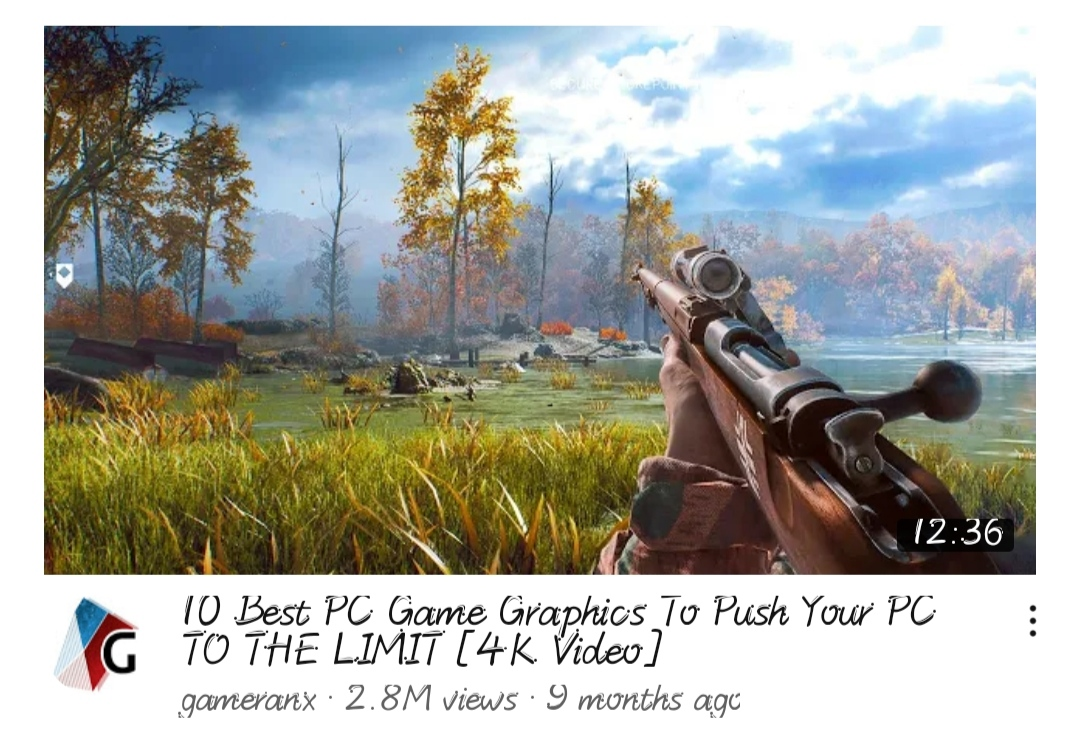 12:36
G
10 Best PC Game Graphics To Push Your PC
TO THE LIMIT [4K Video]
gameranx · 2.8M views · 9 months ago